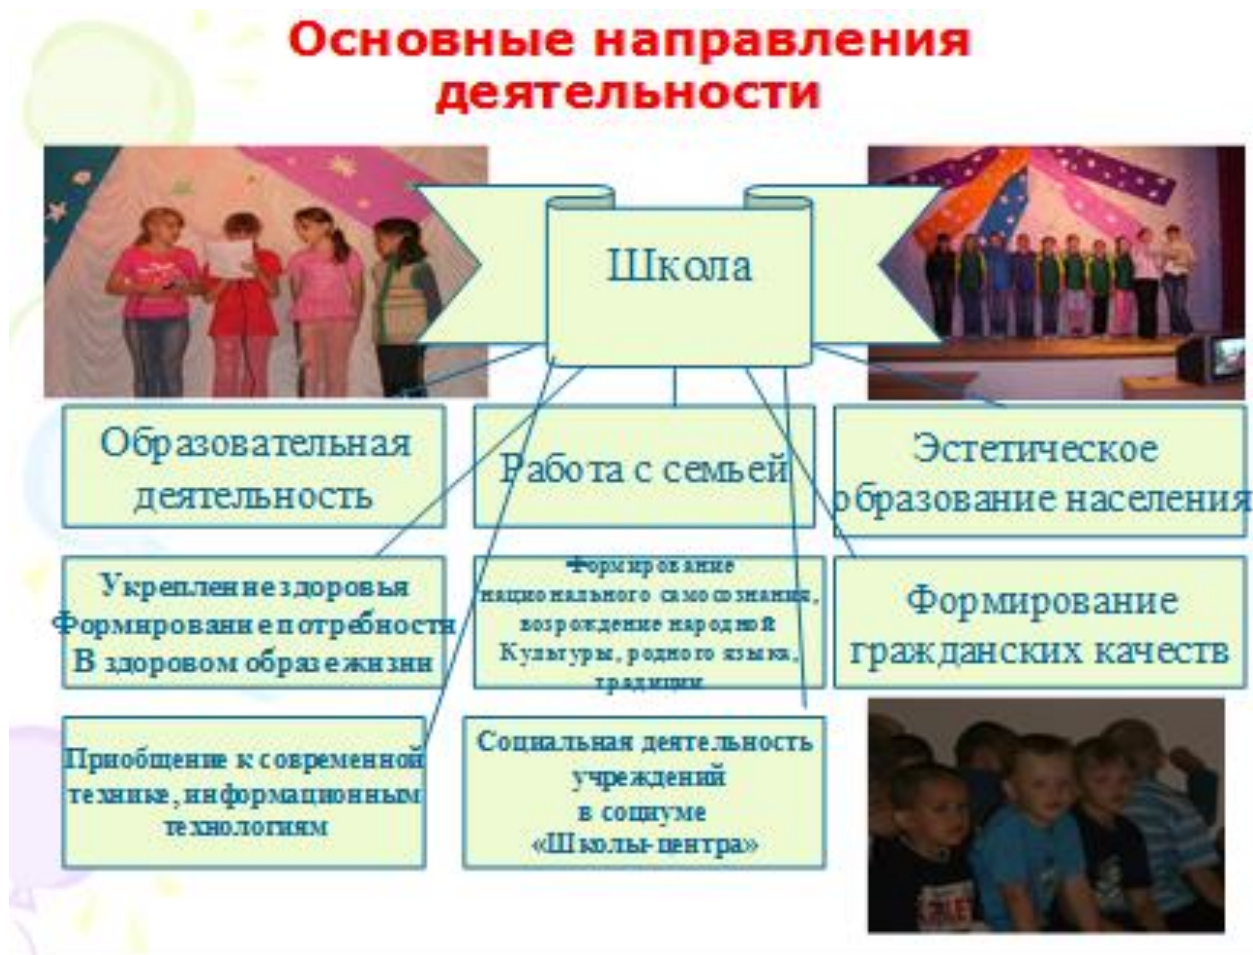 Основные направления
деятельности
Школа
Образовательная
деятельность
Работа с семьей
Эстетическое
образование населения
Укрепление здоровья
Формирование потребности
В здоровом образе жизни
Формирование
национального самосознания,
возрождение народной
Культуры, родного языка,
традиции
Формирование
гражданских качеств
Приобщение к современной
технике, информационным
технологиям
Социальная деятельность
учреждений
в социуме
«Школы-центра»